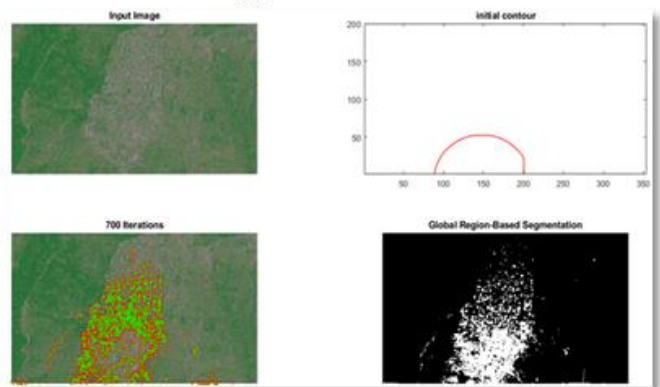 Input Image
initial contour
200
150
100
50
50 100 150 200 250 300 350
700 Iterations
Global Region-Based Segmentation